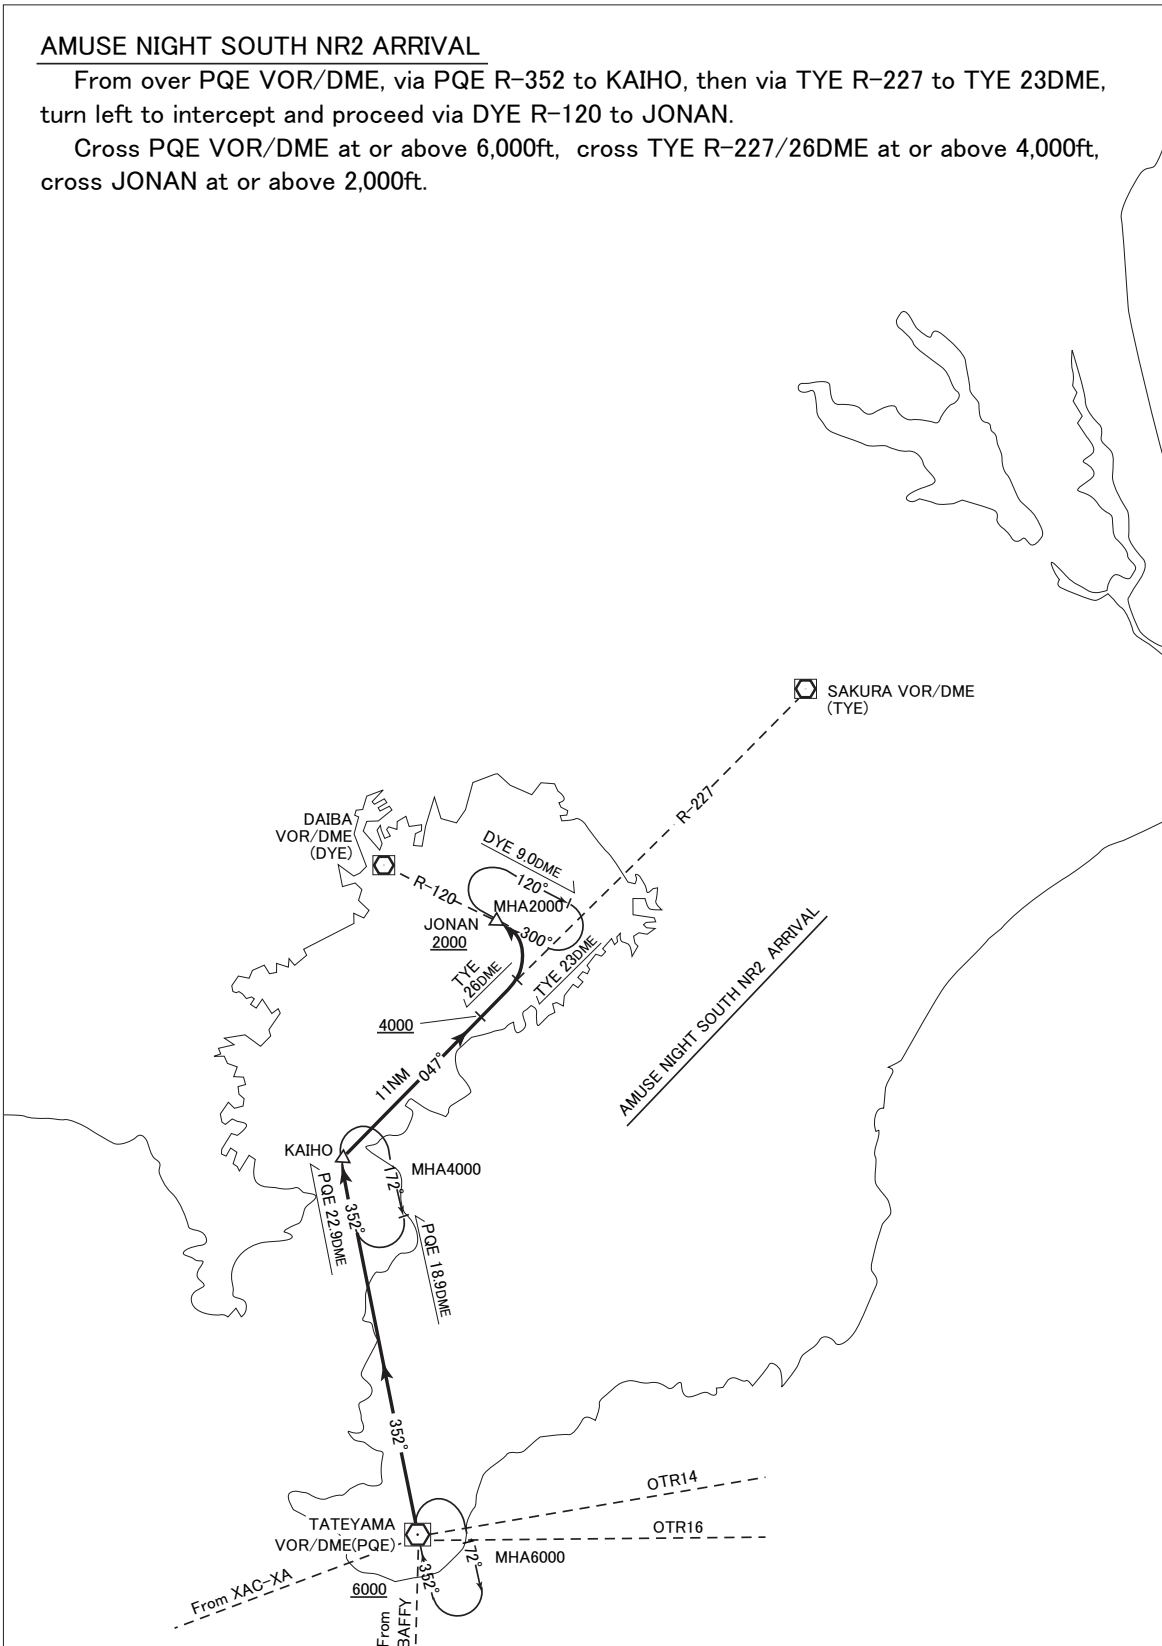 AMUSE NIGHT SOUTH NR2 ARRIVAL
From over PQE VOR/DME, via PQE R-352 to KAIHO, then via TYE R-227 to TYE 23DME,
turn left to intercept and proceed via DYE R-120 to JONAN.
Cross PQE VOR/DME at or above 6,000ft, cross TYE R-227/26DME at or above 4,000ft,
cross JONAN at or above 2,000ft.
SAKURA VOR/DME
(TYE)
R-227
DAIBA
VOR/DME
(DYE)
DYE 9.0DME
R-120
120°
MHA2000
JONAN
2000
300°
TYE
26DME
TYE 23DME
4000
AMUSE NIGHT SOUTH NR2 ARRIVAL
11NM
047°
KAIHO
MHA4000
172°
352°
PQE 22.9DME
PQE 18.9DME
352°
OTR14
OTR16
TATEYAMA
VOR/DME(PQE)
MHA6000
172°
352°
6000
From XAC-XA
From
BAFFY